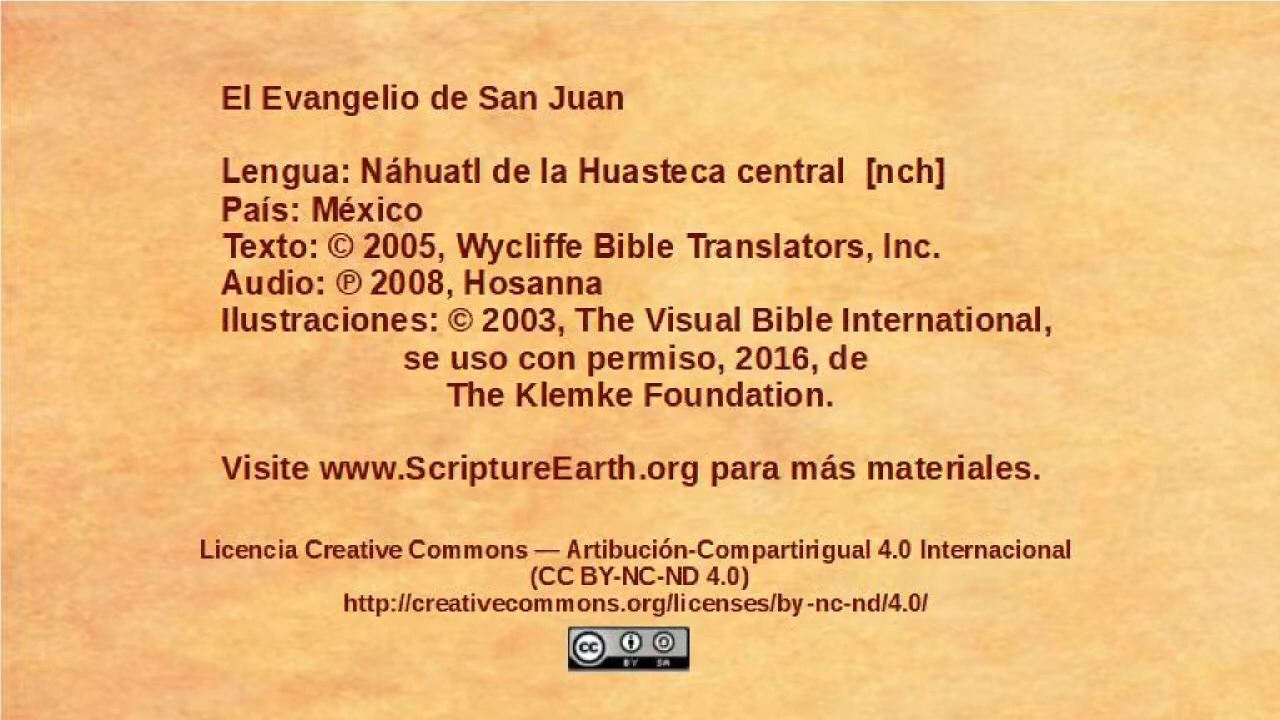 El Evangelio de San Juan
Lengua: Náhuatl de la Huasteca central [nch]
País: México
Texto: © 2005, Wycliffe Bible Translators, Inc.
Audio: ℗ 2008, Hosanna
Ilustraciones: © 2003, The Visual Bible International,
se uso con permiso, 2016, de
The Klemke Foundation.
Visite www.ScriptureEarth.org para más materiales.
Licencia Creative Commons — Artibución-Compartirigual 4.0 Internacional
(CC BY-NC-ND 4.0)
http://creativecommons.org/licenses/by-nc-nd/4.0/
cc
BY SA